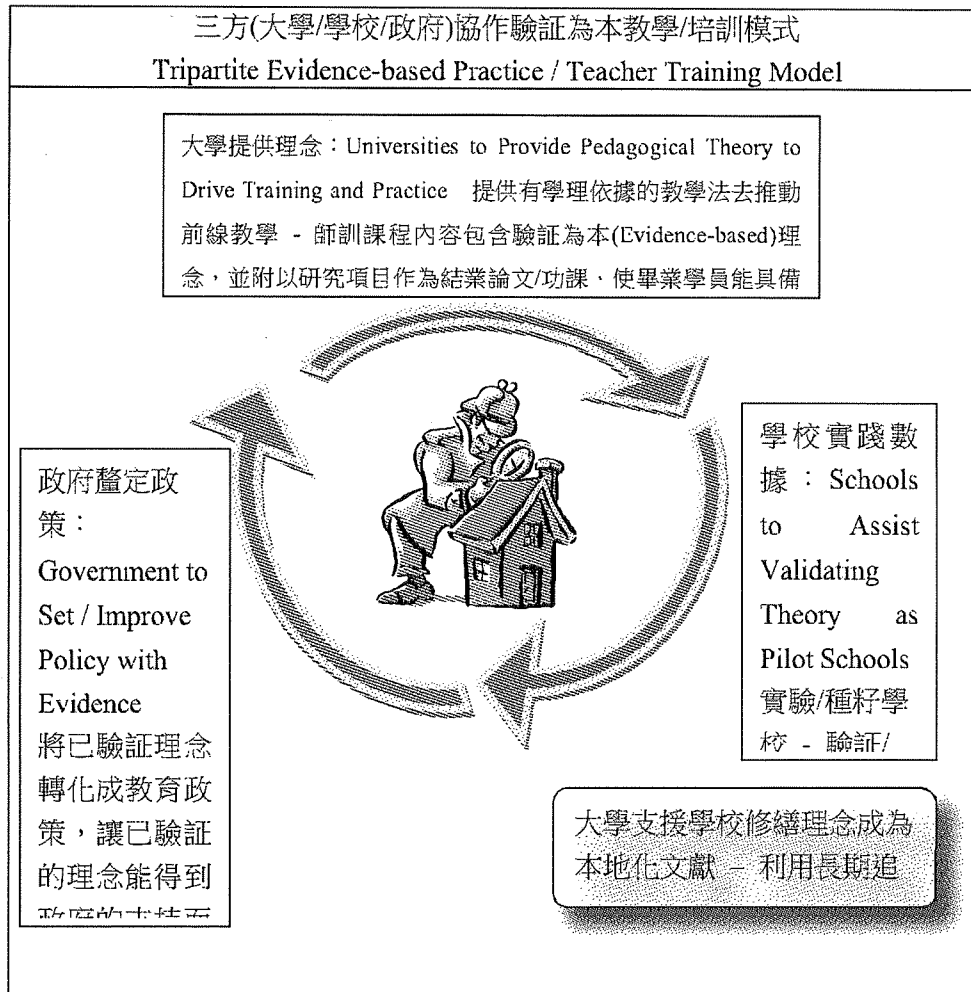 三方(大學/學校/政府)協作驗証為本教學/培訓模式
Tripartite Evidence-based Practice / Teacher Training Model
大學提供理念：Universities to Provide Pedagogical Theory to
Drive Training and Practice 提供有學理依據的教學法去推動
前線教學 - 師訓課程內容包含驗証為本(Evidence-based)理
念，並附以研究項目作為結業論文/功課、使畢業學員能具備
學校實踐數
據：Schools
to Assist
Validating
Theory as
Pilot Schools
實驗/種籽學
校 - 驗証/
政府釐定政
策：
Government to
Set / Improve
Policy with
Evidence
將已驗証理念
轉化成教育政
策，讓已驗証
的理念能得到
政府的支持而
大學支援學校修繕理念成為
本地化文獻 – 利用長期追